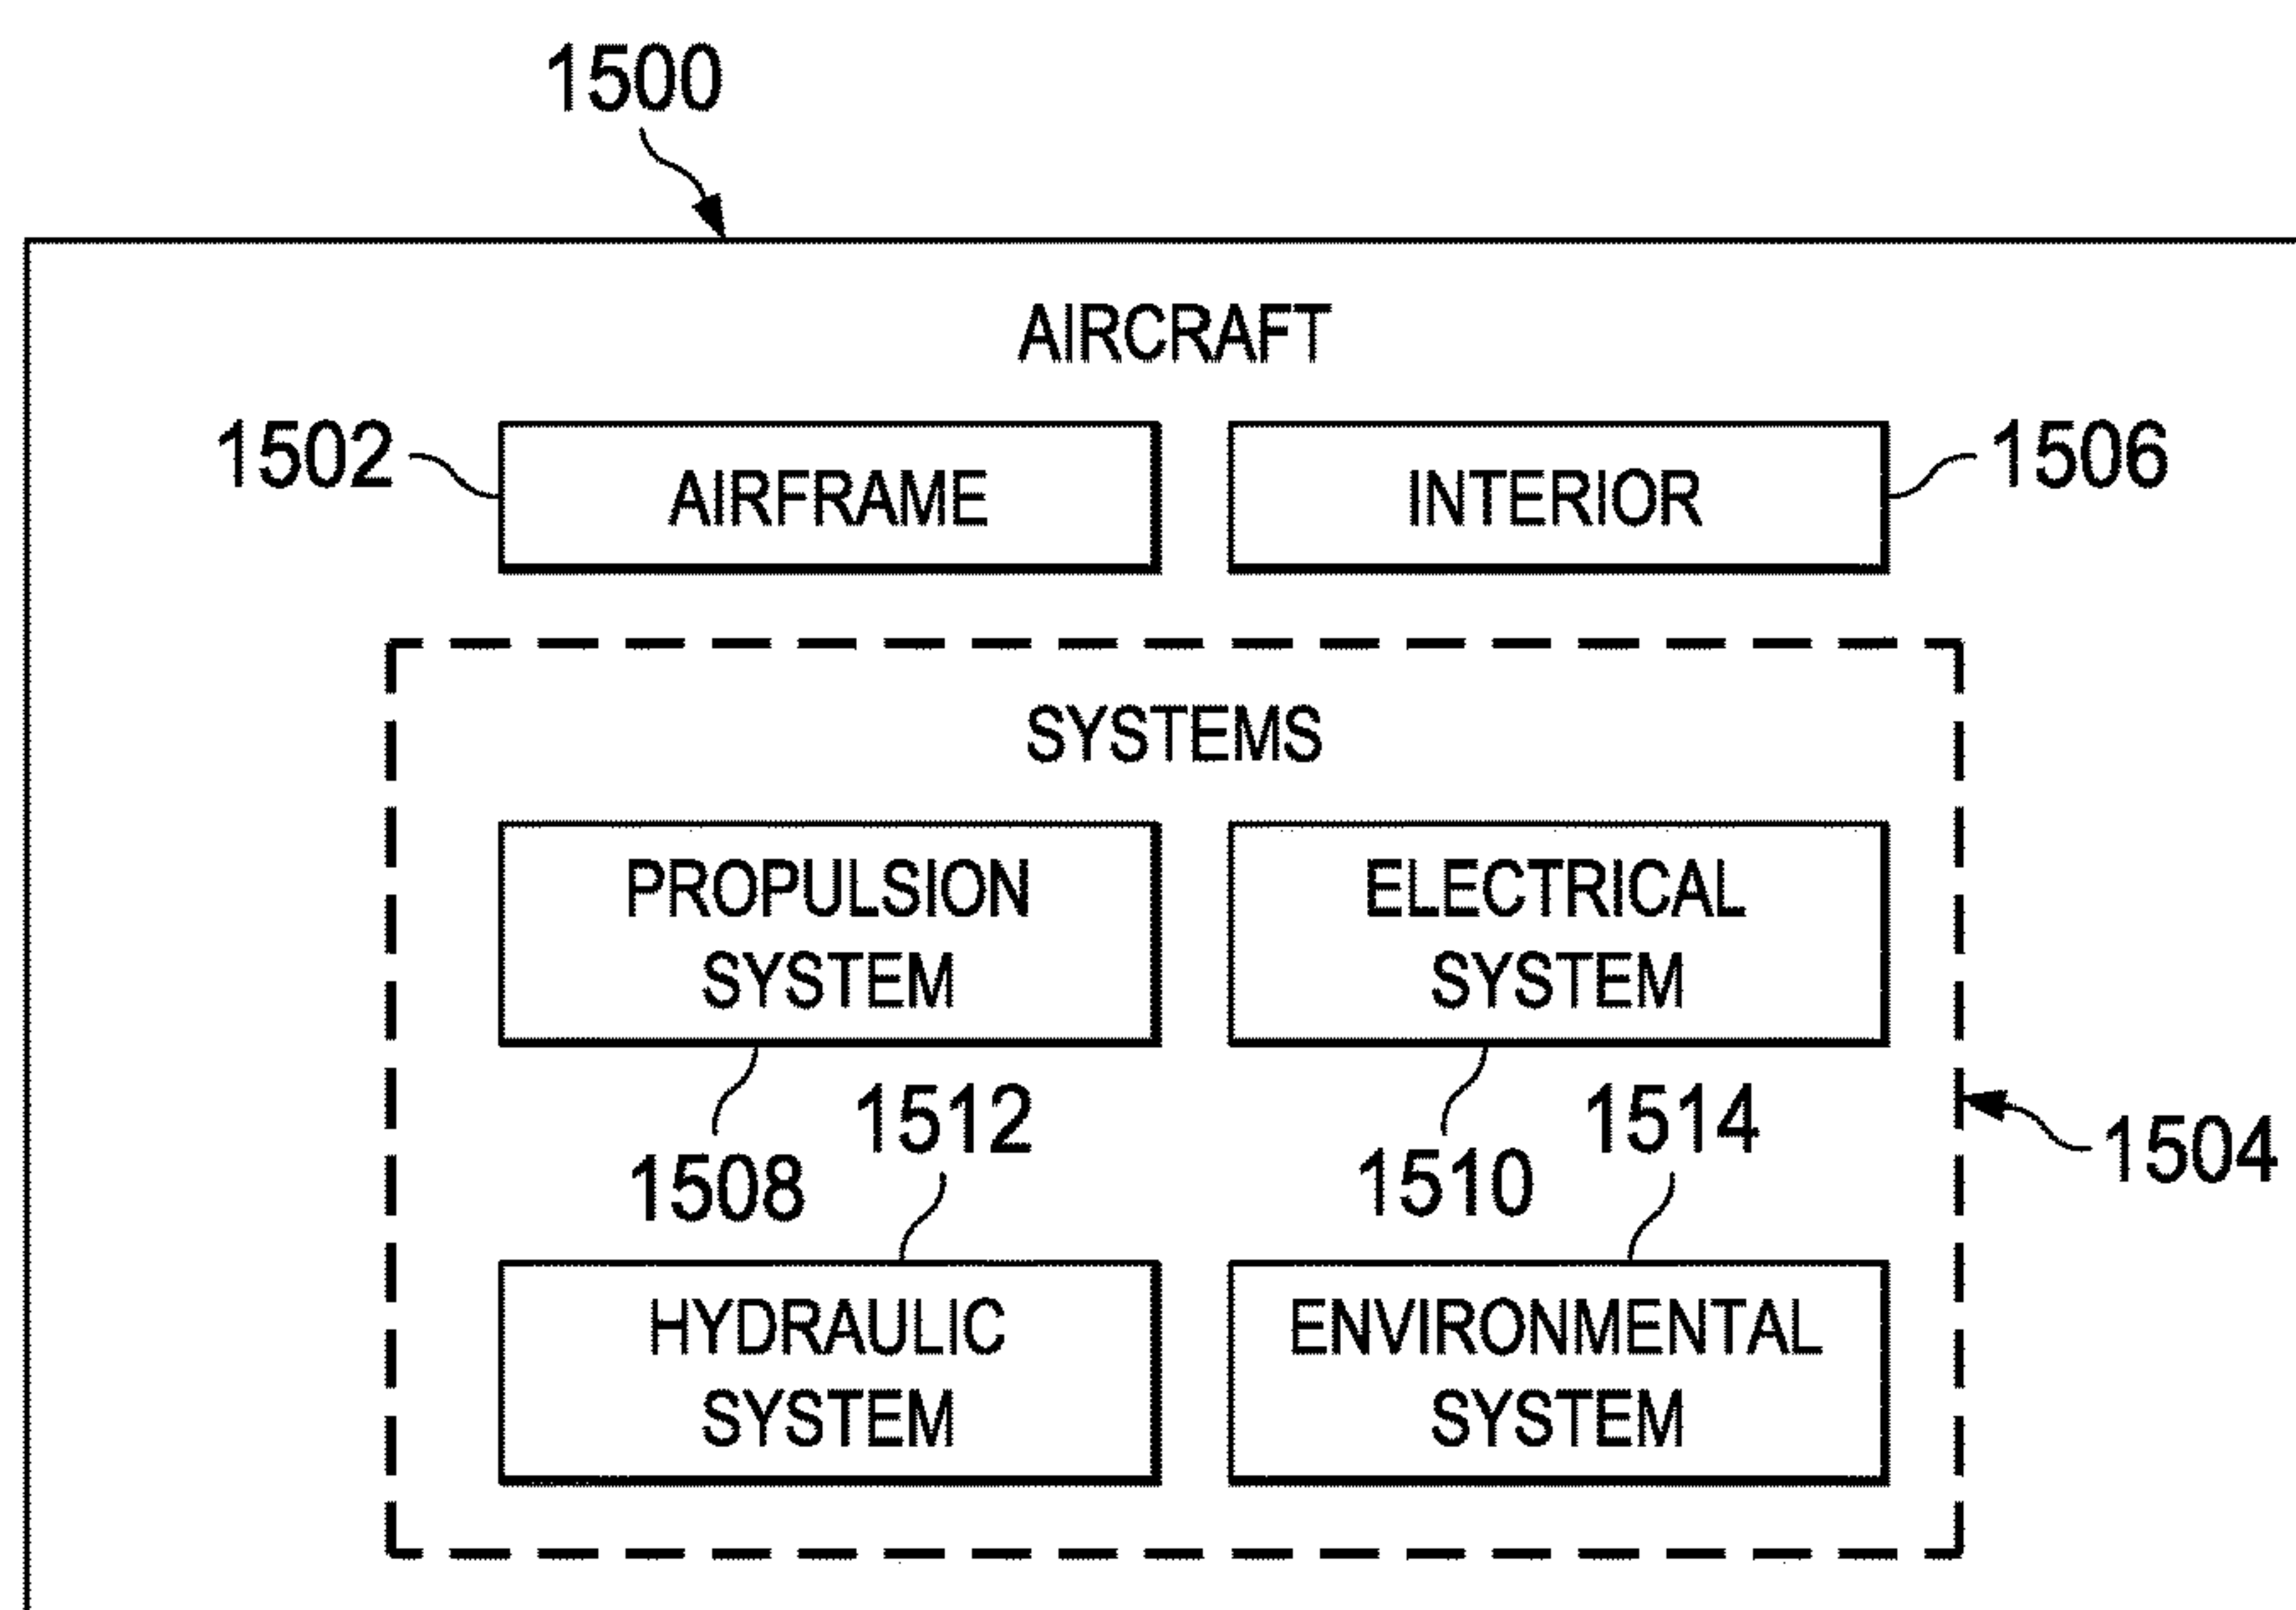 1500
AIRCRAFT
1502 AIRFRAME INTERIOR 1506
SYSTEMS
PROPULSION ELECTRICAL
SYSTEM SYSTEM
1512 1514
1508 1510 1504
HYDRAULIC ENVIRONMENTAL
SYSTEM SYSTEM